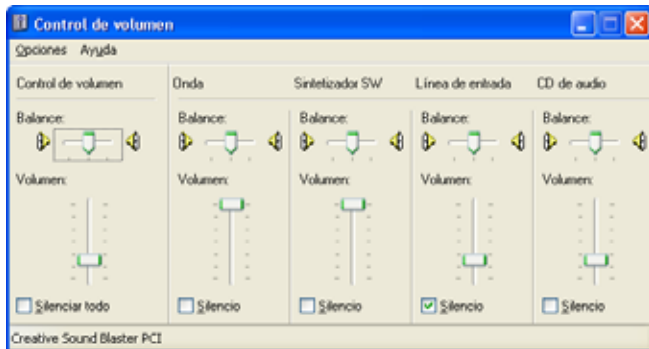 Control de volumen
Opciones Ayuda
Control de volumen Onda Sintetizador SW Línea de entrada CD de audio
Balance: Balance: Balance: Balance: Balance:
Volumen: Volumen: Volumen: Volumen: Volumen:
Silenciar todo Silencio Silencio Silencio Silencio
Creative Sound Blaster PCI